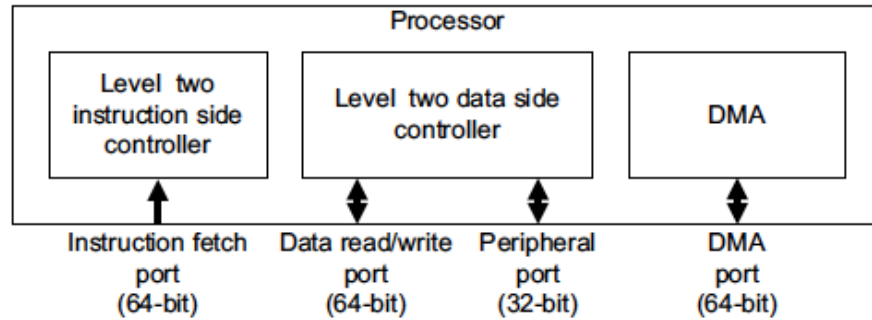 Processor
Level two
instruction side
controller
Level two data side
controller
DMA
Instruction fetch
port
(64-bit)
Data read/write
port
(64-bit)
Peripheral
port
(32-bit)
DMA
port
(64-bit)